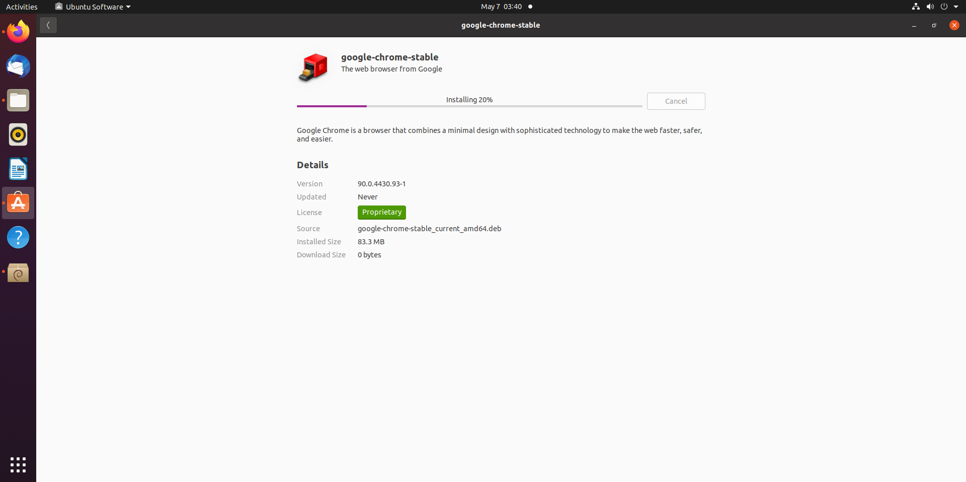 Activities
Ubuntu Software
May 7 03:40
google-chrome-stable
google-chrome-stable
The web browser from Google
Installing 20%
Cancel
Google Chrome is a browser that combines a minimal design with sophisticated technology to make the web faster, safer,
and easier.
Details
Version 90.0.4430.93-1
Updated Never
License Proprietary
Source google-chrome-stable_current_amd64.deb
Installed Size 83.3 MB
Download Size 0 bytes